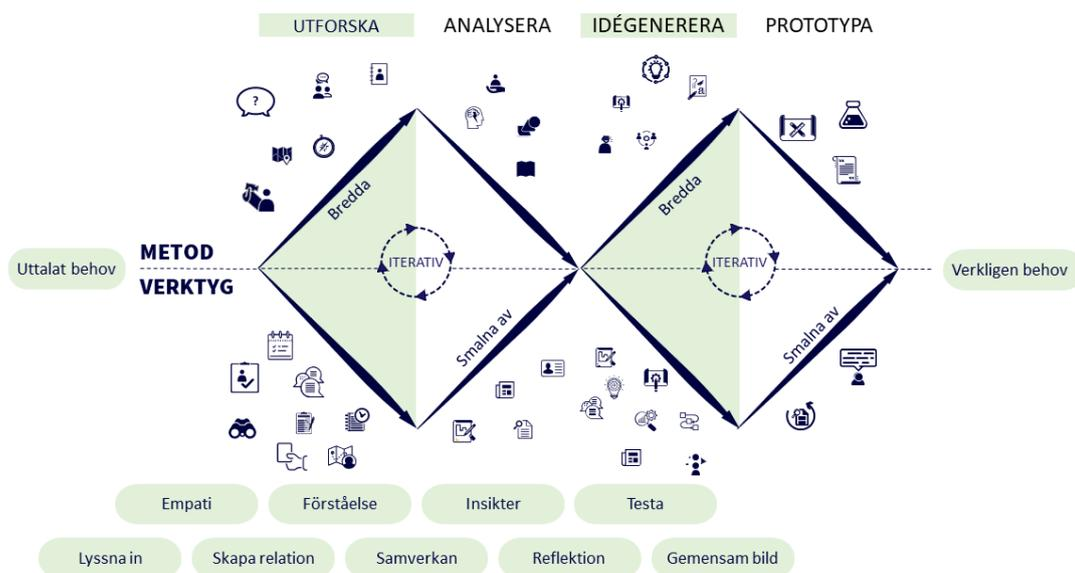 UTFORSKA
ANALYSERA
IDÉGENERERA
PROTOTYPA
?
Bredda
Bredda
ITERATIV
ITERATIV
METOD
VERKTYG
Uttalat behov
Verkligen behov
Smalna av
Smalna av
Empati
Förståelse
Insikter
Testa
Lyssna in
Skapa relation
Samverkan
Reflektion
Gemensam bild